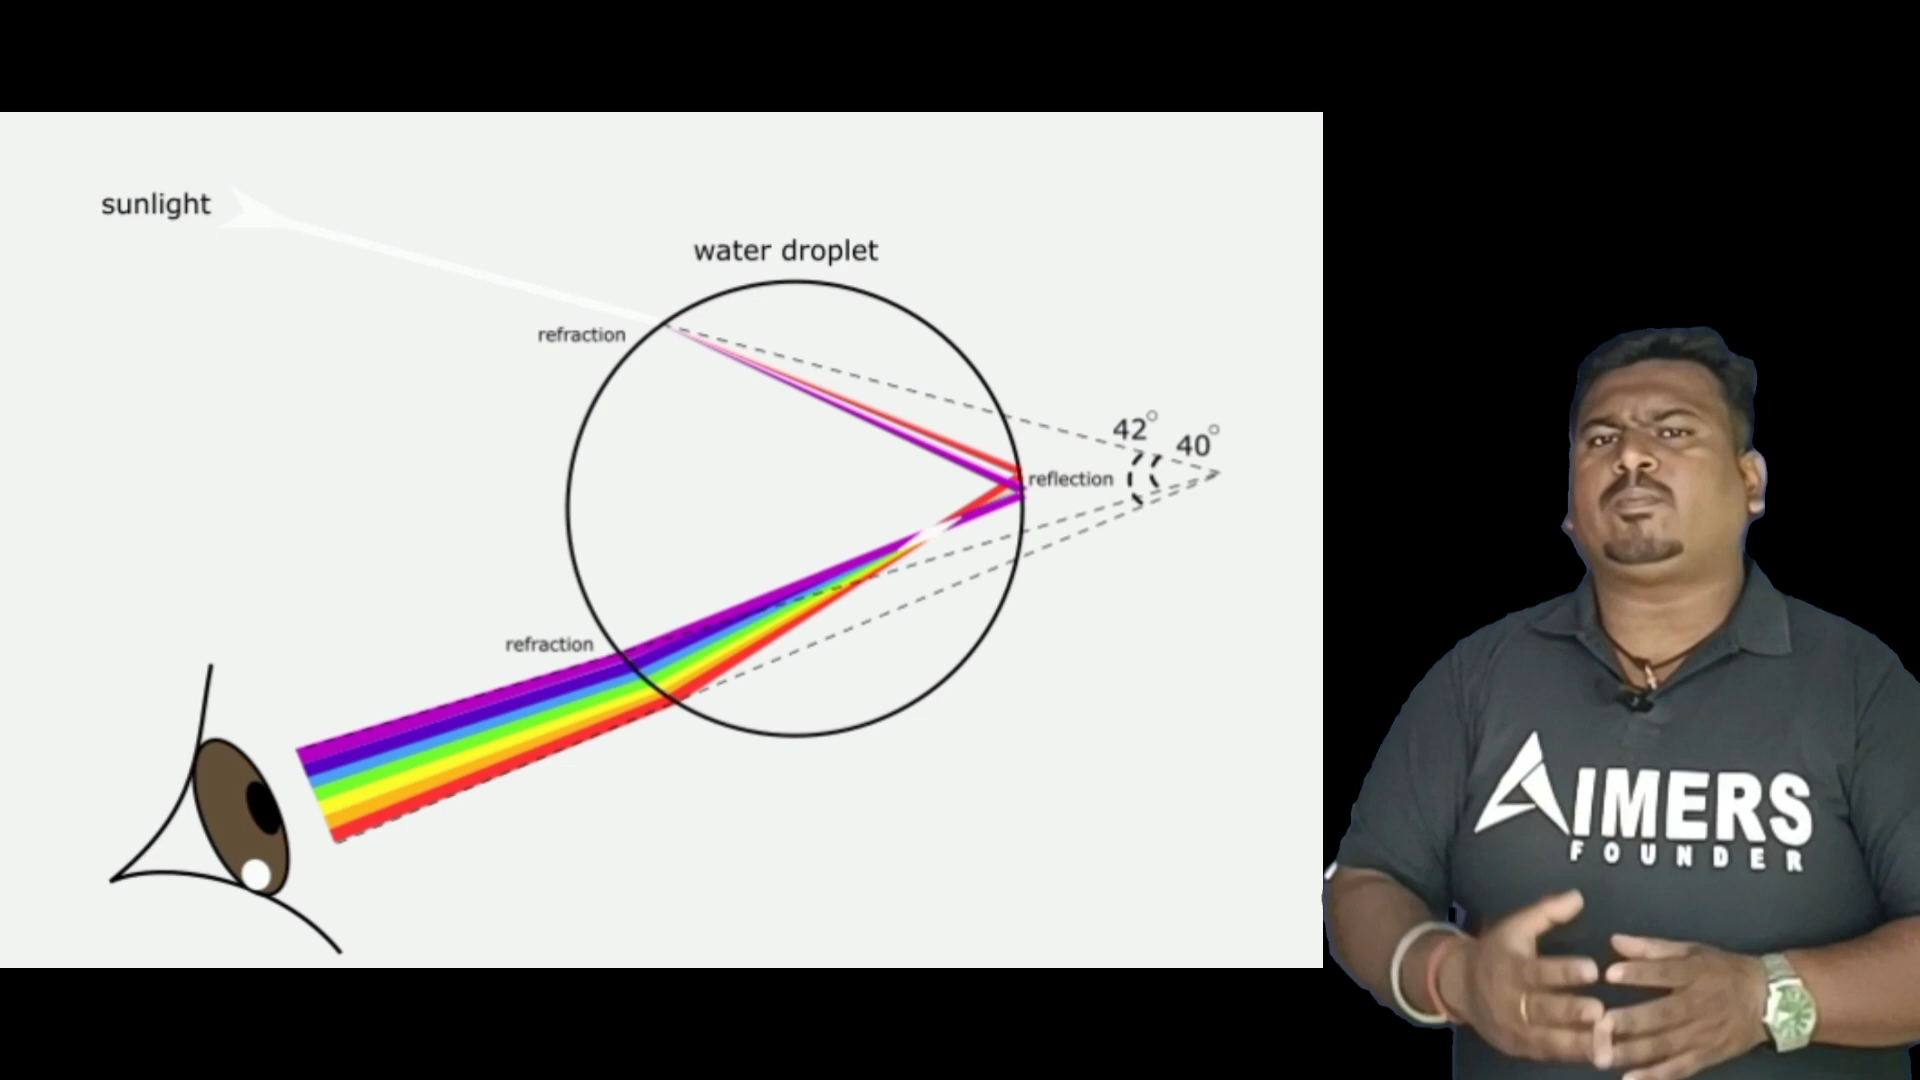 sunlight
water droplet
refraction
42°
40°
reflection
refraction
AIMERS
FOUNDER